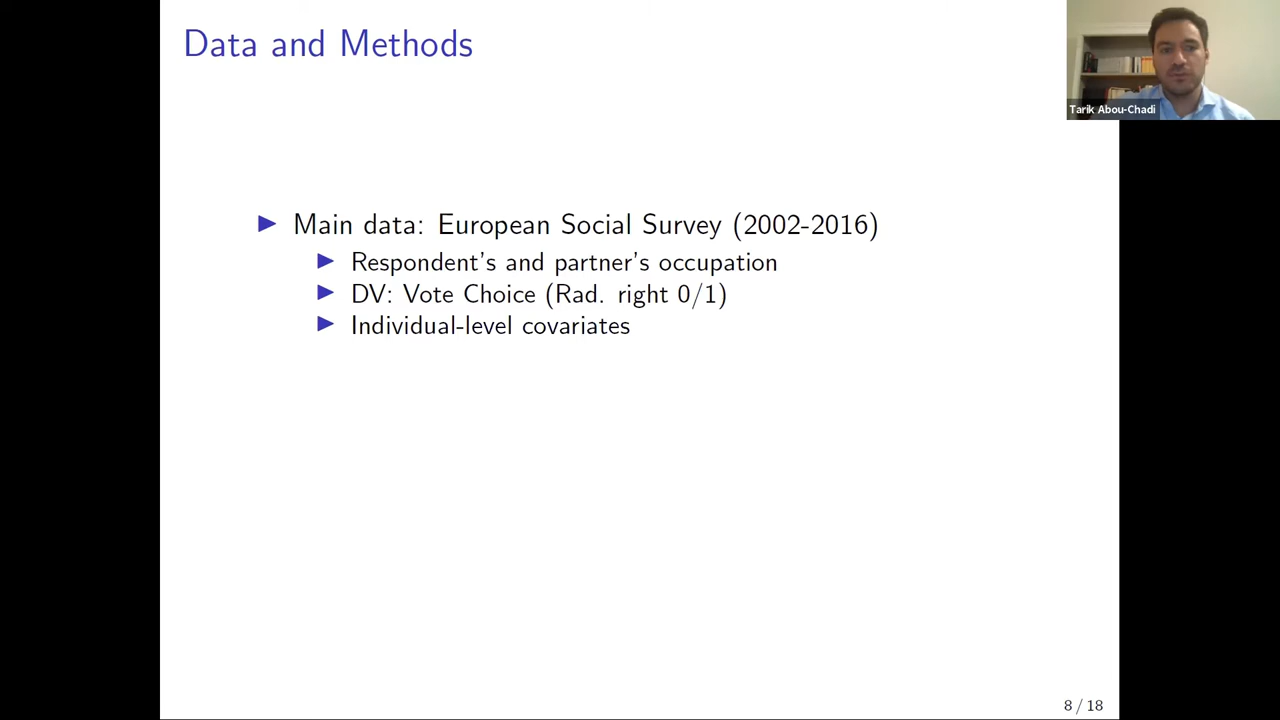 Data and Methods
Tarik Abou-Chadi
Main data: European Social Survey (2002-2016)
Respondent's and partner's occupation
DV: Vote Choice (Rad. right 0/1)
Individual-level covariates
8 / 18